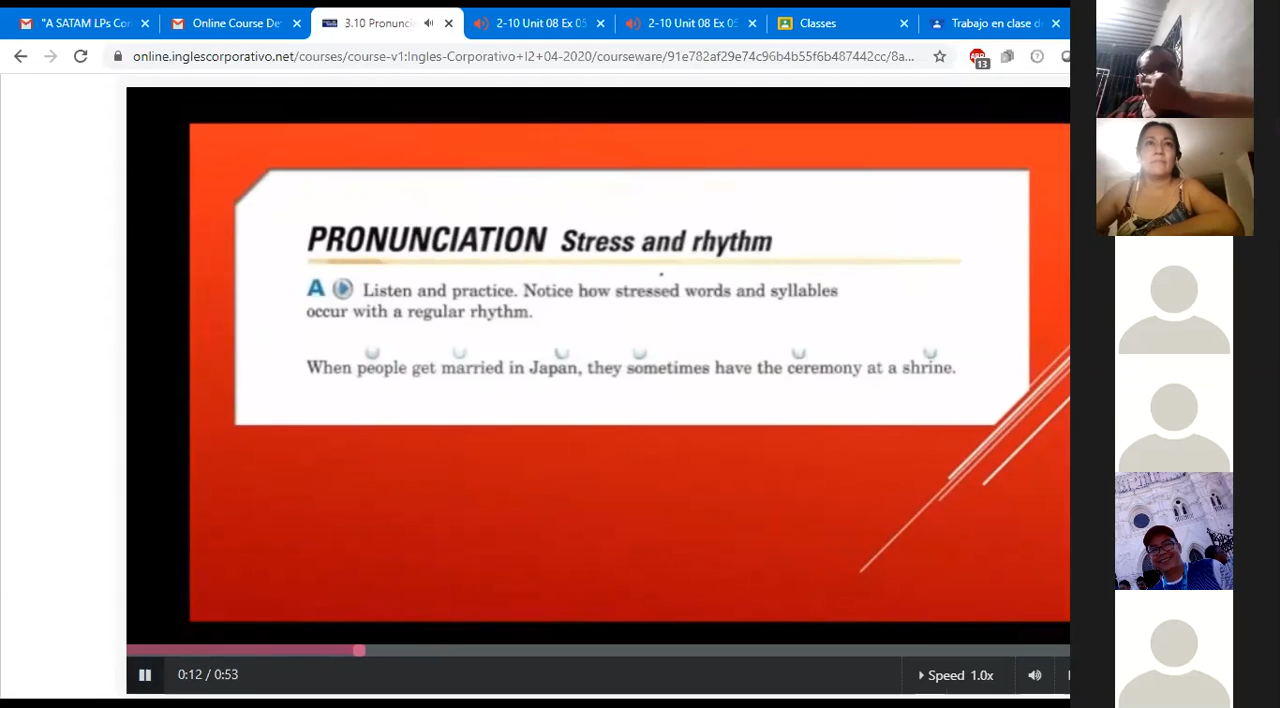 "A SATAM LPs Con
Online Course De
3.10 Pronunci
2-10 Unit 08 Ex 05
2-10 Unit 08 Ex 05
Classes
Trabajo en clase d
online.inglescorporativo.net/courses/course-v1:Ingles-Corporativo+I2+04-2020/courseware/91e782af29e74c96b4b55f6b487442cc/8a...
13
PRONUNCIATION Stress and rhythm
A Listen and practice. Notice how stressed words and syllables
occur with a regular rhythm.
When people get married in Japan, they sometimes have the ceremony at a shrine.
0:12 / 0:53
Speed 1.0x